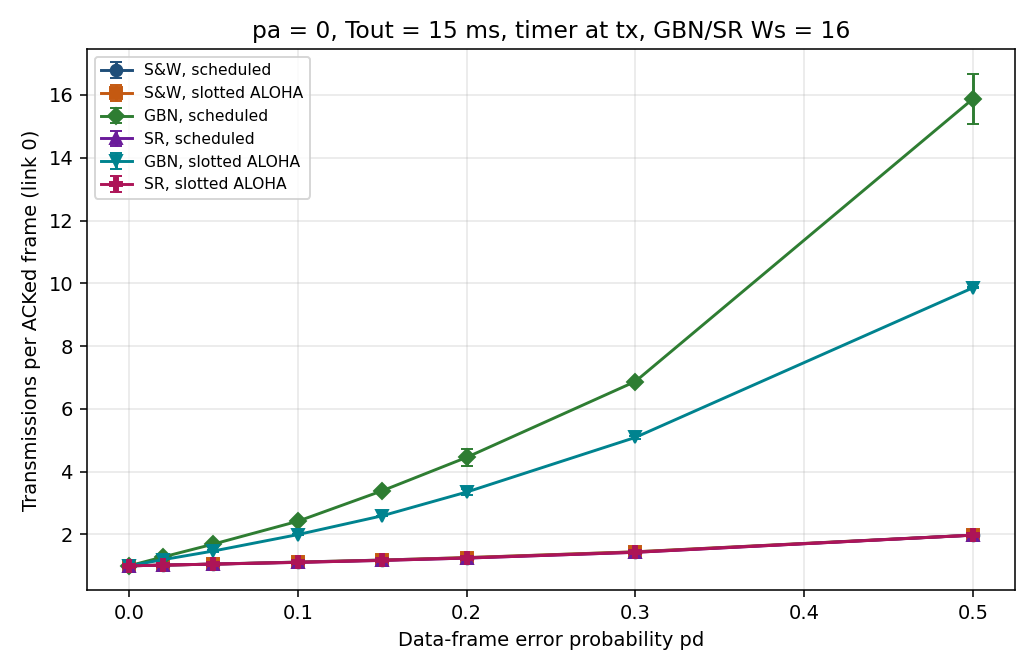 pa = 0, Tout = 15 ms, timer at tx, GBN/SR Ws = 16
S&W, scheduled
S&W, slotted ALOHA
GBN, scheduled
SR, scheduled
GBN, slotted ALOHA
SR, slotted ALOHA
Transmissions per ACKed frame (link 0)
16
14
12
10
8
6
4
2
0.0 0.1 0.2 0.3 0.4 0.5
Data-frame error probability pd